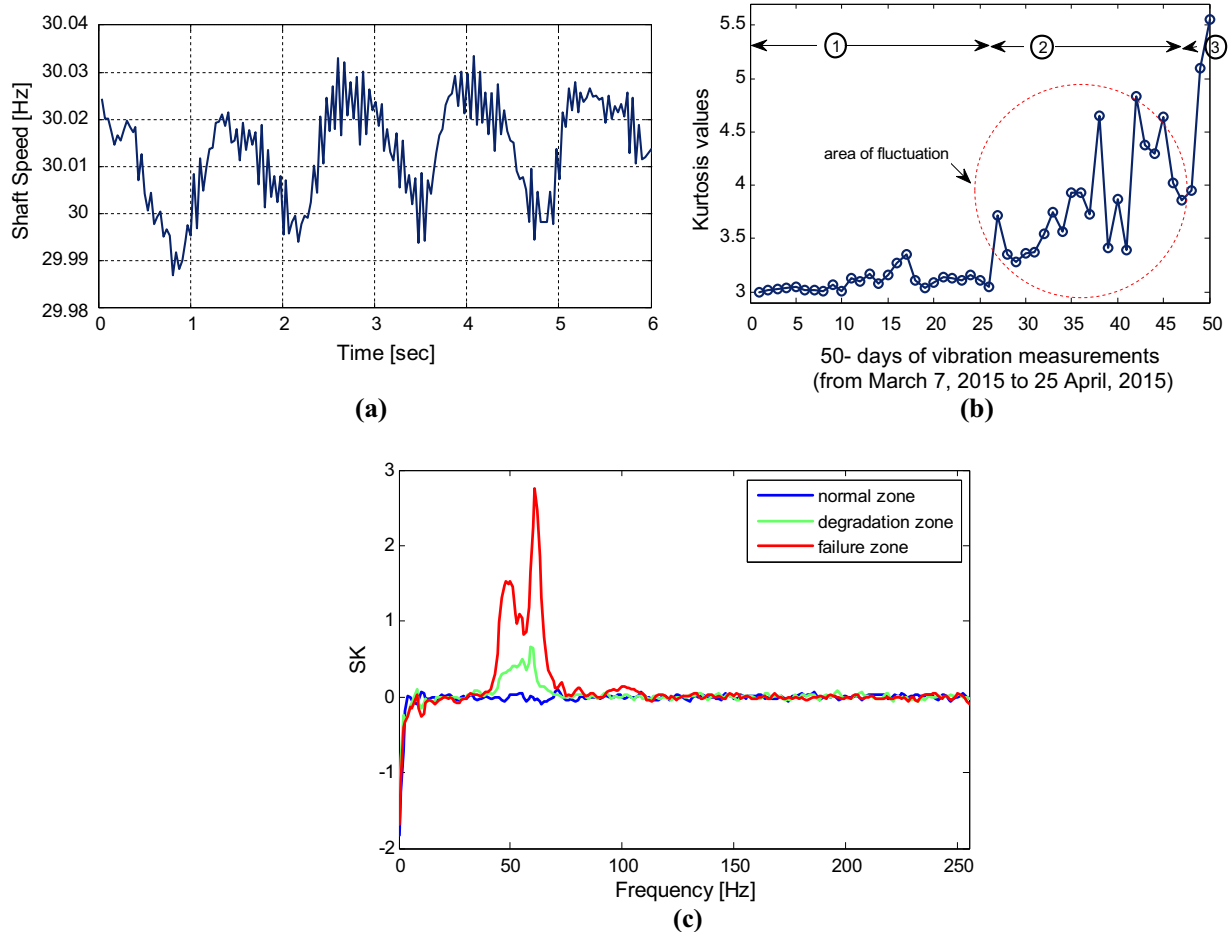 30.04
30.03
30.02
30.01
30
29.99
29.98
Shaft Speed [Hz]
0 1 2 3 4 5 6
Time [sec]
(a)
5.5
5
4.5
4
3.5
3
Kurtosis values
1 2 3
area of fluctuation
0 5 10 15 20 25 30 35 40 45 50
50- days of vibration measurements
(from March 7, 2015 to 25 April, 2015)
(b)
3
2
1
0
-1
-2
SK
normal zone
degradation zone
failure zone
0 50 100 150 200 250
Frequency [Hz]
(c)